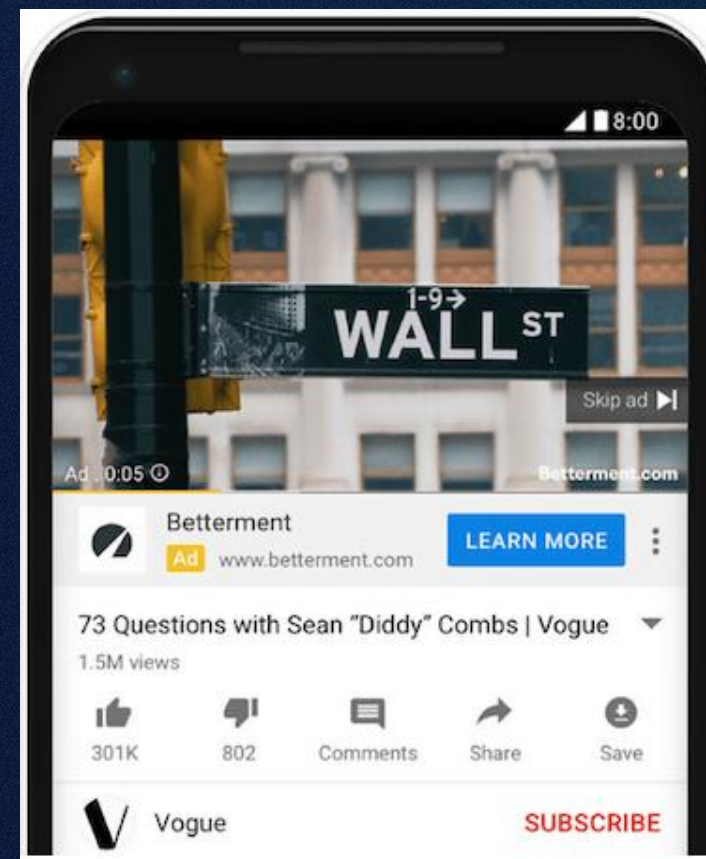 8:00
1-9→
WALL ST
Skip ad
Ad : 0:05
Betterment.com
Betterment
Ad www.betterment.com
LEARN MORE
73 Questions with Sean “Diddy” Combs | Vogue
1.5M views
301K 802 Comments Share Save
Vogue SUBSCRIBE